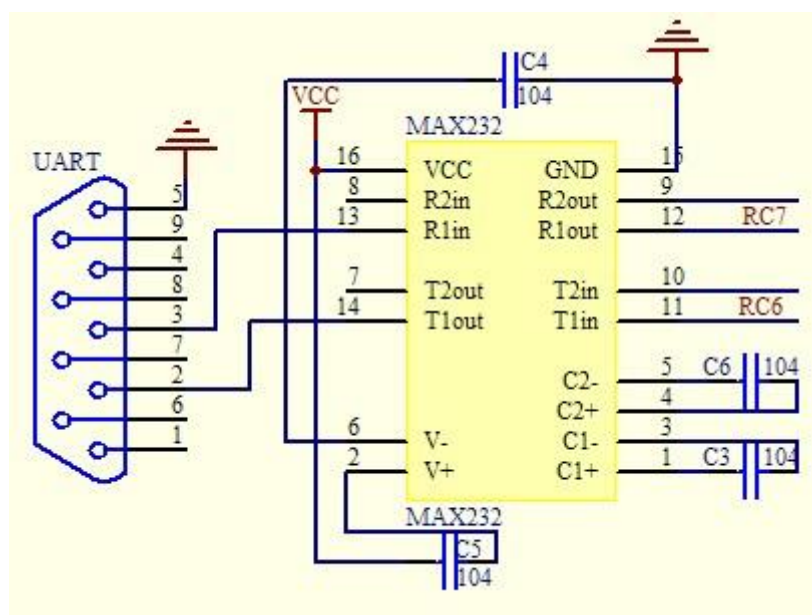 C4
104
VCC
MAX232
UART
16 VCC GND 15
5
8 R2in R2out 9
9
13 R1in R1out 12 RC7
4
8
7 T2out T2in 10
3
14 T1out T1in 11 RC6
7
2
C2- 5 C6 104
C2+ 4
6
1
6 V- C1- 3
2 V+ C1+ 1 C3 104
MAX232
C5
104